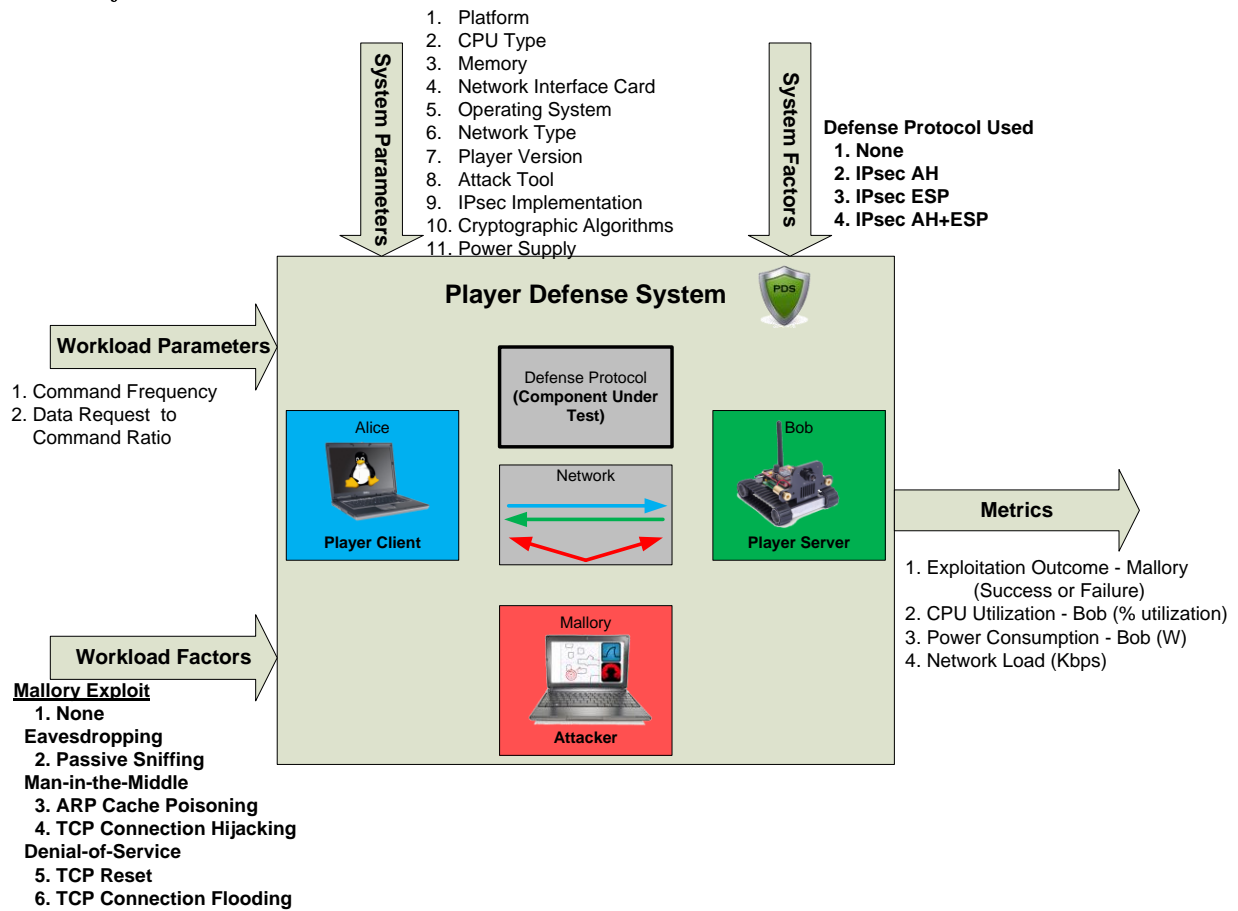 1. Platform
2. CPU Type
3. Memory
4. Network Interface Card
5. Operating System
6. Network Type
7. Player Version
8. Attack Tool
9. IPsec Implementation
10. Cryptographic Algorithms
11. Power Supply
System Parameters
System Factors
Defense Protocol Used
1. None
2. IPsec AH
3. IPsec ESP
4. IPsec AH+ESP
Player Defense System
PDS
Workload Parameters
1. Command Frequency
2. Data Request to
Command Ratio
Defense Protocol
(Component Under
Test)
Alice
Player Client
Network
Bob
Player Server
Metrics
1. Exploitation Outcome - Mallory
(Success or Failure)
2. CPU Utilization - Bob (% utilization)
3. Power Consumption - Bob (W)
4. Network Load (Kbps)
Mallory
Attacker
Workload Factors
Mallory Exploit
1. None
Eavesdropping
2. Passive Sniffing
Man-in-the-Middle
3. ARP Cache Poisoning
4. TCP Connection Hijacking
Denial-of-Service
5. TCP Reset
6. TCP Connection Flooding